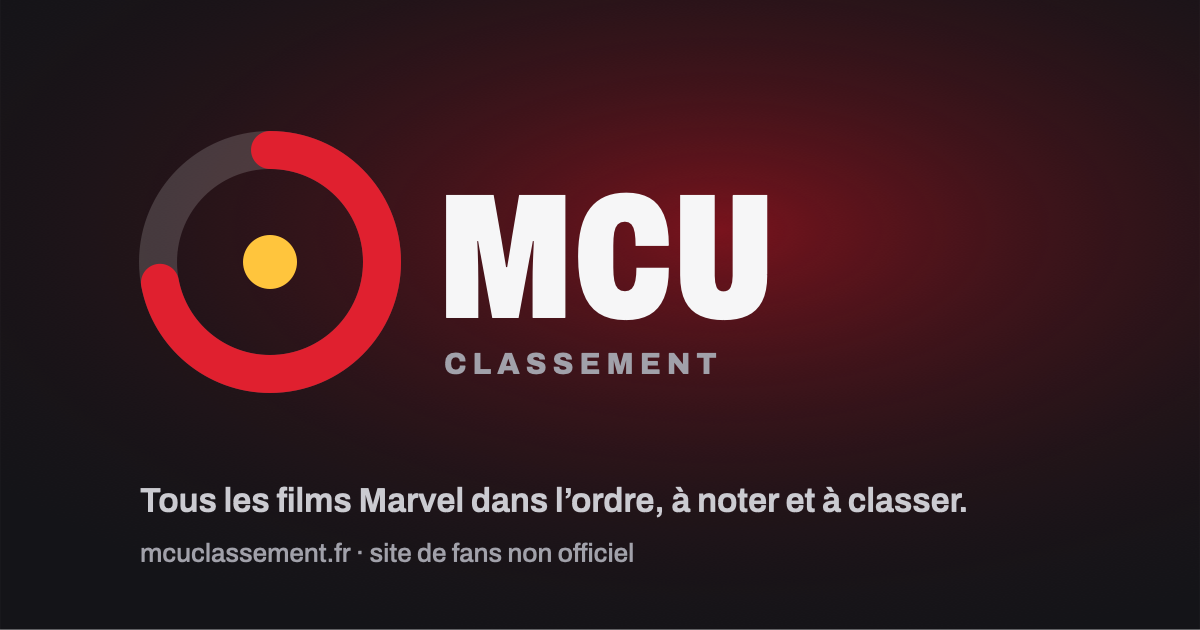 MCU
CLASSEMENT
Tous les films Marvel dans l’ordre, à noter et à classer.
mcuclassement.fr · site de fans non officiel